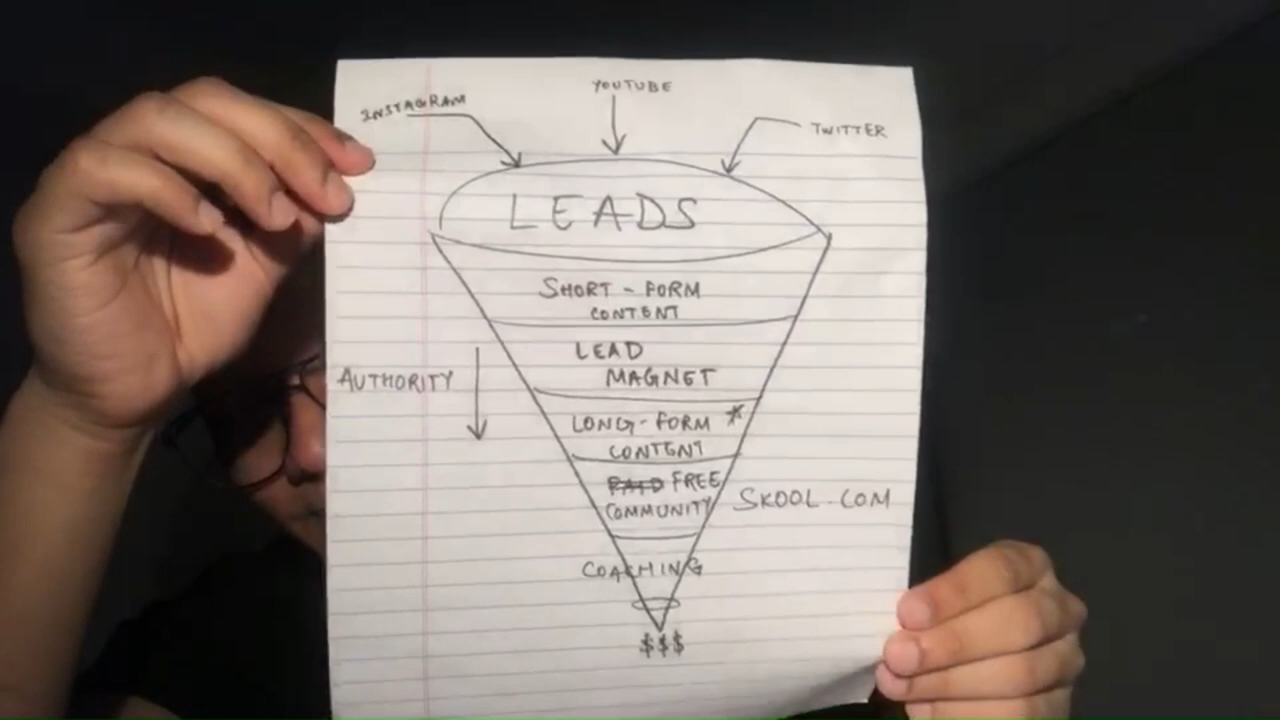 YOUTUBE
INSTAGRAM
TWITTER
LEADS
SHORT - FORM
CONTENT
LEAD
MAGNET
AUTHORITY
LONG-FORM *
CONTENT
PAID FREE
COMMUNITY
SKOOL.COM
COACHING
$$$